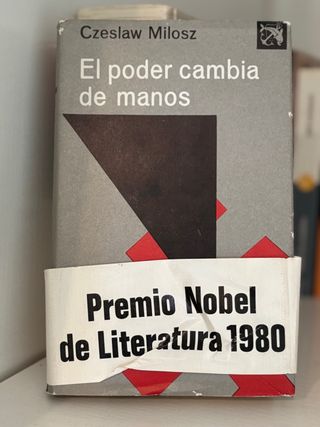 Czeslaw Milosz
El poder cambia
de manos
Premio Nobel
de Literatura 1980